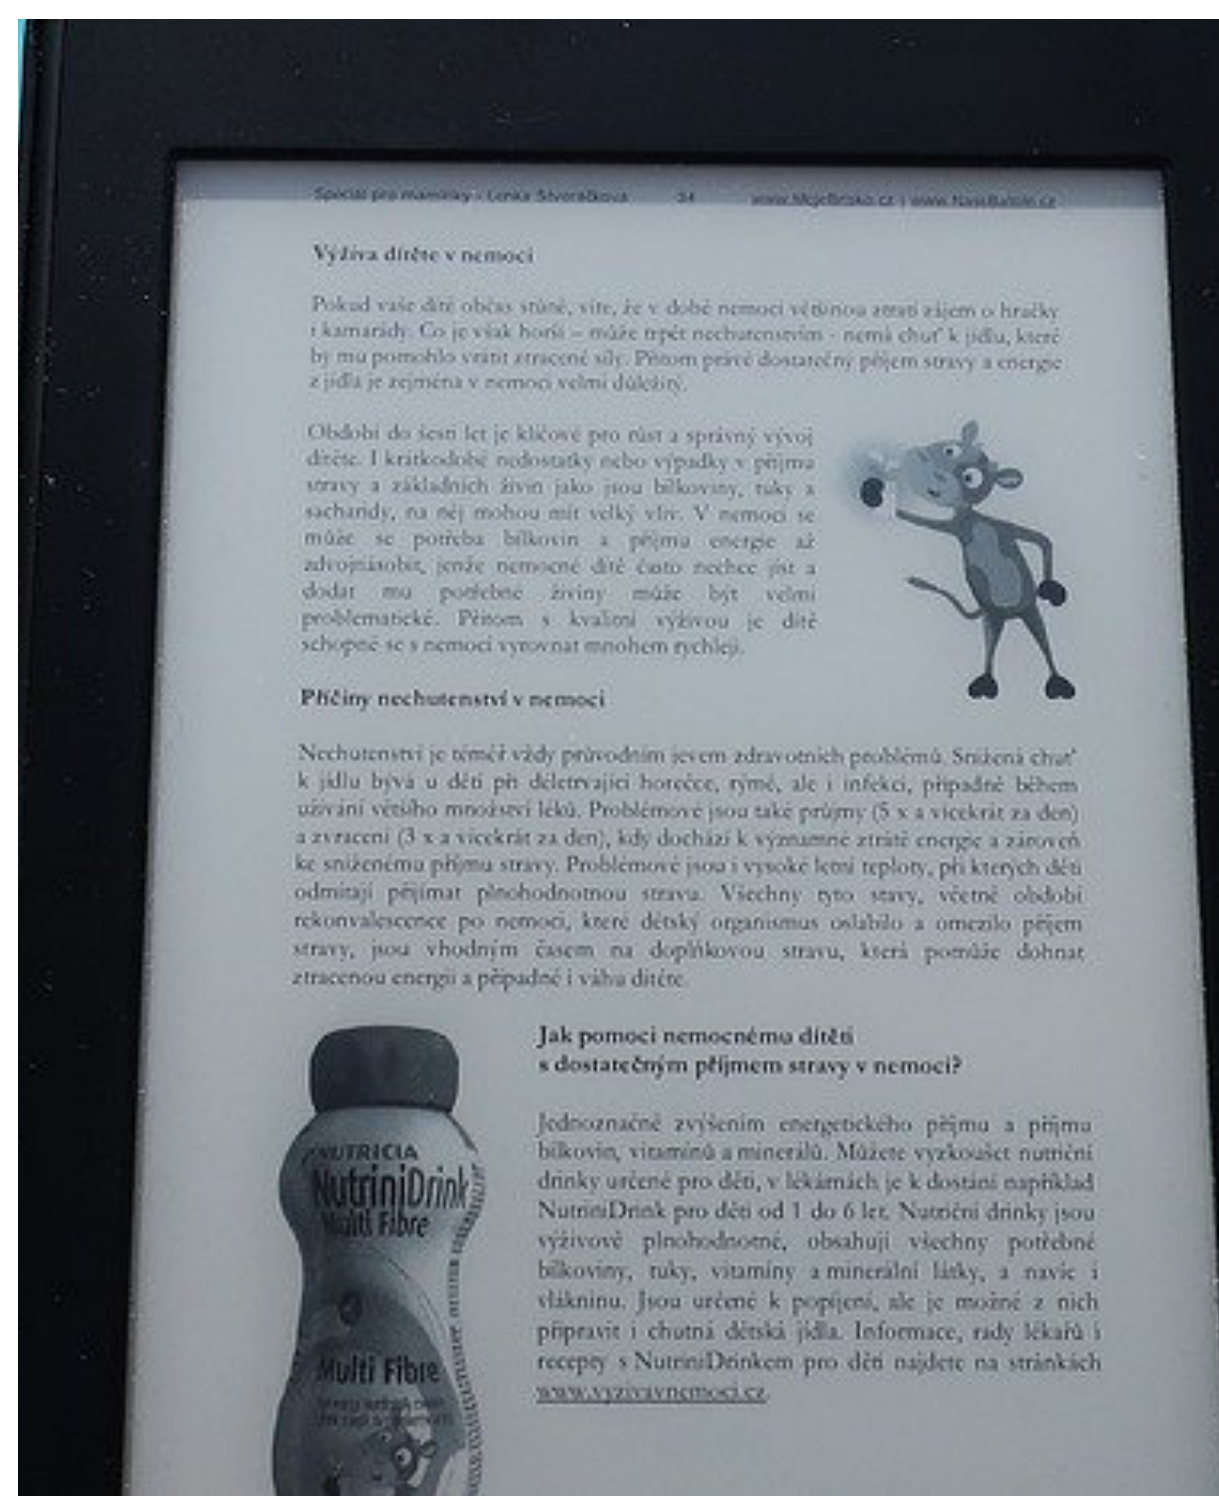 Speciál pro maminky - Lenka Štveráčková 34 www.MojeBrisko.cz | www.NaseBatole.cz
Výživa dítěte v nemoci
Pokud vaše dítě občas stůně, víte, že v době nemoci většinou ztratí zájem o hračky
i kamarády. Co je však horší – může trpět nechutenstvím - nemá chuť k jídlu, které
by mu pomohlo vrátit ztracené síly. Přitom právě dostatečný příjem stravy a energie
z jídla je zejména v nemoci velmi důležitý.
Období do šesti let je klíčové pro růst a správný vývoj
dítěte. I krátkodobé nedostatky nebo výpadky v příjmu
stravy a základních živin jako jsou bílkoviny, tuky a
sacharidy, na něj mohou mít velký vliv. V nemoci se
může se potřeba bílkovin a příjmu energie až
zdvojnásobit, jenže nemocné dítě často nechce jíst a
dodat mu potřebné živiny může být velmi
problematické. Přitom s kvalitní výživou je dítě
schopné se s nemocí vyrovnat mnohem rychleji.
Příčiny nechutenství v nemoci
Nechutenství je téměř vždy průvodním jevem zdravotních problémů. Snížená chuť
k jídlu bývá u dětí při déletrvající horečce, rýmě, ale i infekci, případně během
užívání většího množství léků. Problémové jsou také průjmy (5 x a vícekrát za den)
a zvracení (3 x a vícekrát za den), kdy dochází k významné ztrátě energie a zároveň
ke sníženému příjmu stravy. Problémové jsou i vysoké letní teploty, při kterých děti
odmítají přijímat plnohodnotnou stravu. Všechny tyto stavy, včetně období
rekonvalescence po nemoci, které dětský organismus oslabilo a omezilo příjem
stravy, jsou vhodným časem na doplňkovou stravu, která pomůže dohnat
ztracenou energii a případně i váhu dítěte.
Jak pomoci nemocnému dítěti
s dostatečným příjmem stravy v nemoci?
Jednoznačně zvýšením energetického příjmu a příjmu
bílkovin, vitamínů a minerálů. Můžete vyzkoušet nutriční
drinky určené pro děti, v lékárnách je k dostání například
NutriniDrink pro děti od 1 do 6 let. Nutriční drinky jsou
výživově plnohodnotné, obsahují všechny potřebné
bílkoviny, tuky, vitamíny a minerální látky, a navíc i
vlákninu. Jsou určené k popíjení, ale je možné z nich
připravit i chutná dětská jídla. Informace, rady lékařů i
recepty s NutriniDrinkem pro děti najdete na stránkách
www.vyzivavnemoci.cz.
NUTRICIA
NutriniDrink
Multi Fibre
Multi Fibre